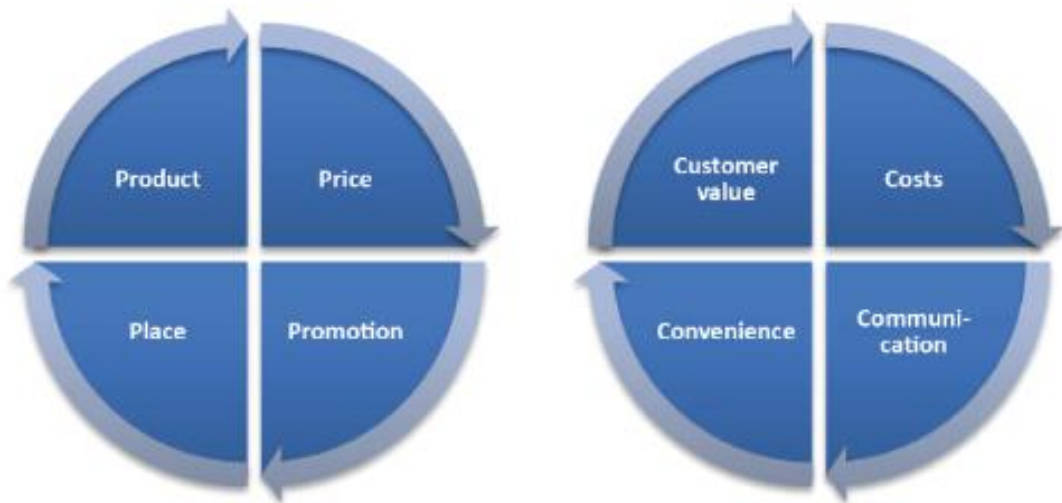 Product
Price
Place
Promotion
Customer
value
Costs
Convenience
Communi-
cation